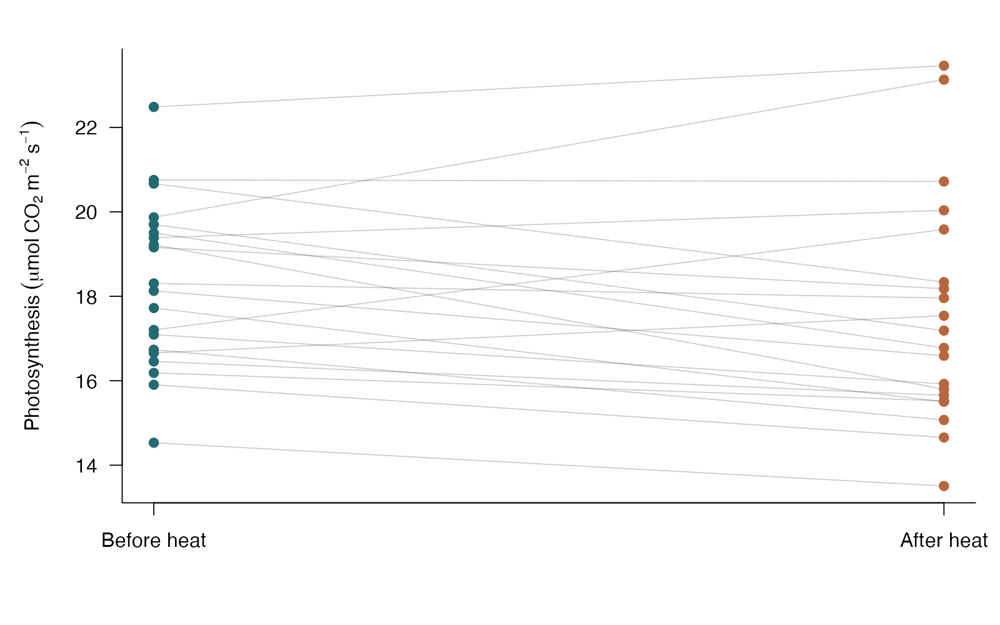 Photosynthesis (μmol CO₂ m⁻² s⁻¹)
22
20
18
16
14
Before heat After heat